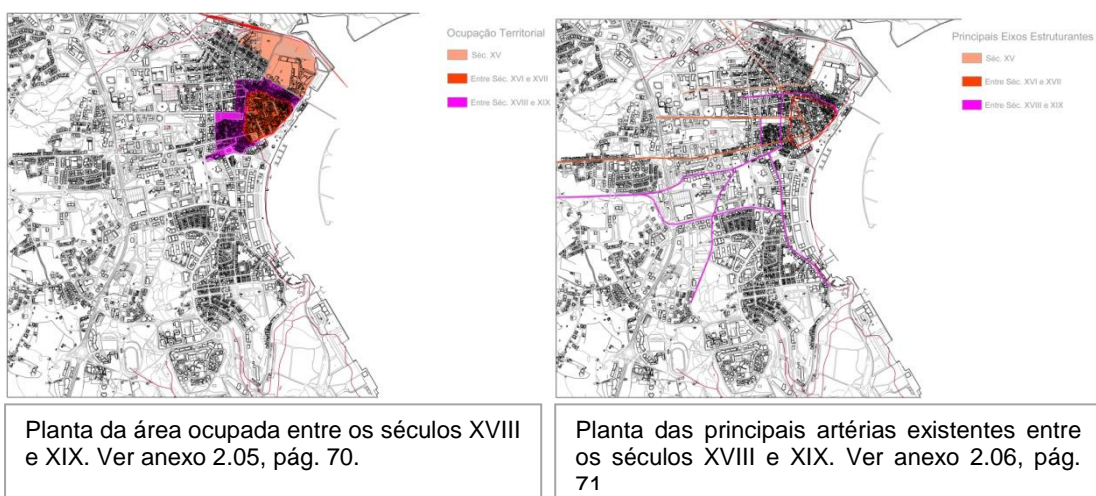 Ocupação Territorial
Séc. XV
Entre Séc. XVI e XVII
Entre Séc. XVIII e XIX
Principais Eixos Estruturantes
Séc. XV
Entre Séc. XVI e XVII
Entre Séc. XVIII e XIX
Planta da área ocupada entre os séculos XVIII
e XIX. Ver anexo 2.05, pág. 70.
Planta das principais artérias existentes entre
os séculos XVIII e XIX. Ver anexo 2.06, pág.
71